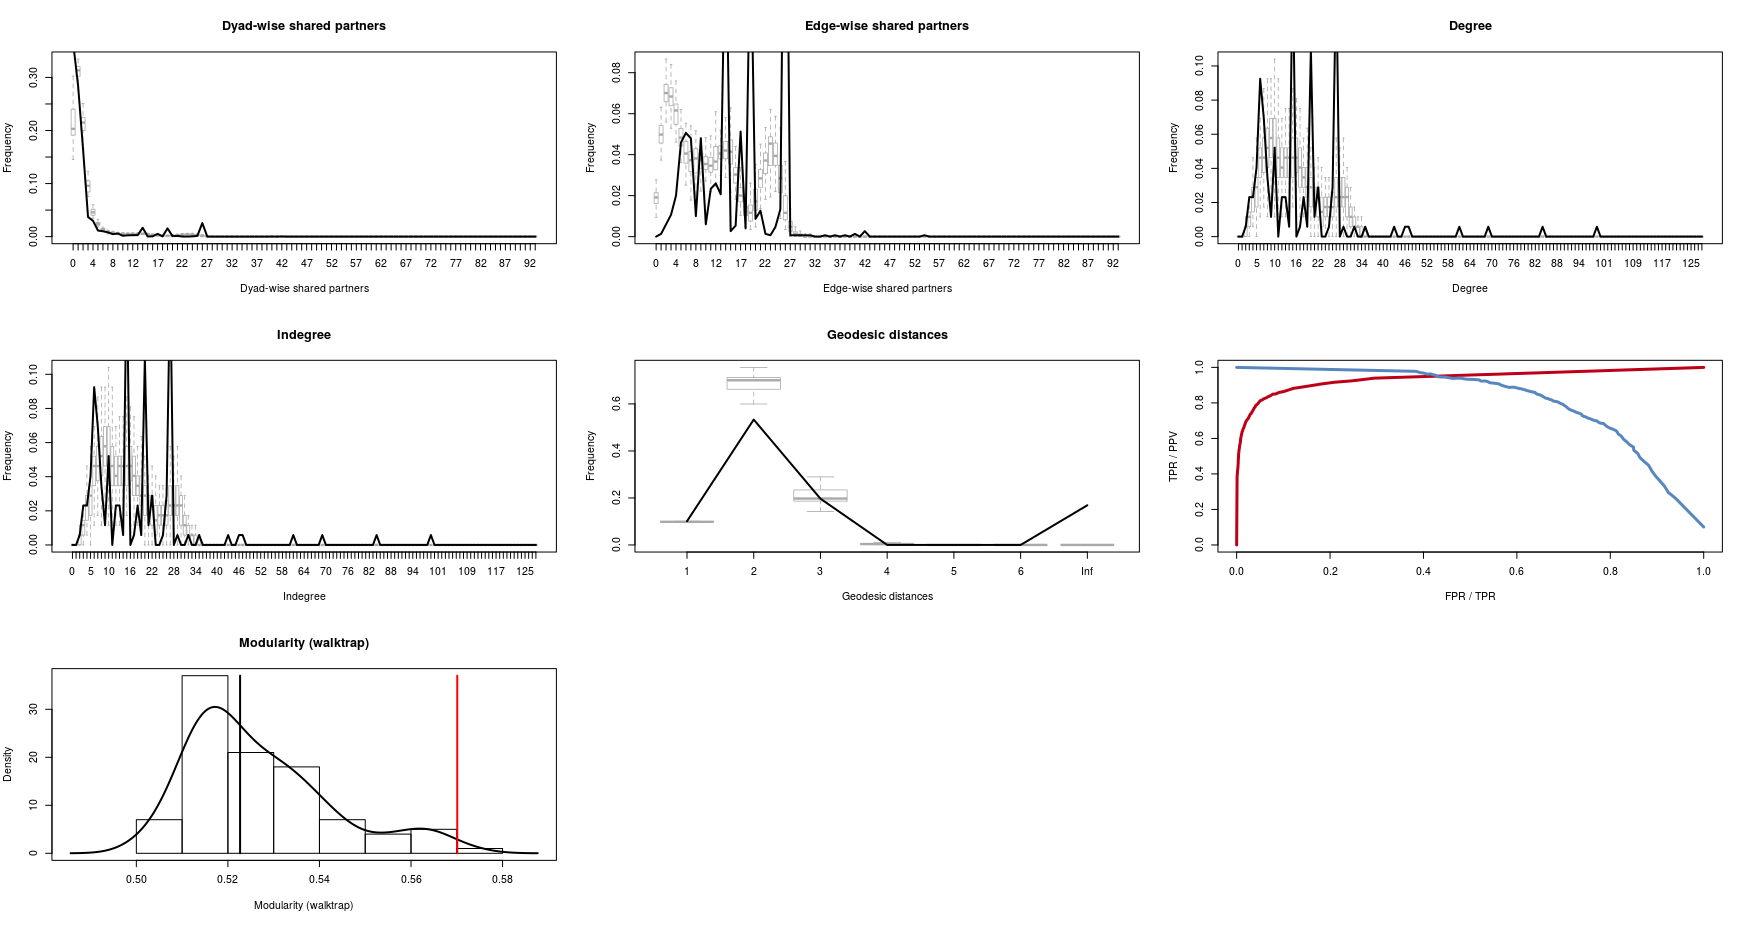 Dyad-wise shared partners
Edge-wise shared partners
Degree
Frequency
0.00 0.10 0.20 0.30
0 4 8 12 17 22 27 32 37 42 47 52 57 62 67 72 77 82 87 92
Dyad-wise shared partners
Frequency
0.00 0.02 0.04 0.06 0.08
0 4 8 12 17 22 27 32 37 42 47 52 57 62 67 72 77 82 87 92
Edge-wise shared partners
Frequency
0.00 0.02 0.04 0.06 0.08 0.10
0 5 10 16 22 28 34 40 46 52 58 64 70 76 82 88 94 101 109 117 125
Degree
Indegree
Geodesic distances
Frequency
0.00 0.02 0.04 0.06 0.08 0.10
0 5 10 16 22 28 34 40 46 52 58 64 70 76 82 88 94 101 109 117 125
Indegree
Frequency
0.0 0.2 0.4 0.6
1 2 3 4 5 6 Inf
Geodesic distances
TPR / PPV
0.0 0.2 0.4 0.6 0.8 1.0
0.0 0.2 0.4 0.6 0.8 1.0
FPR / TPR
Modularity (walktrap)
Density
0 10 20 30
0.50 0.52 0.54 0.56 0.58
Modularity (walktrap)